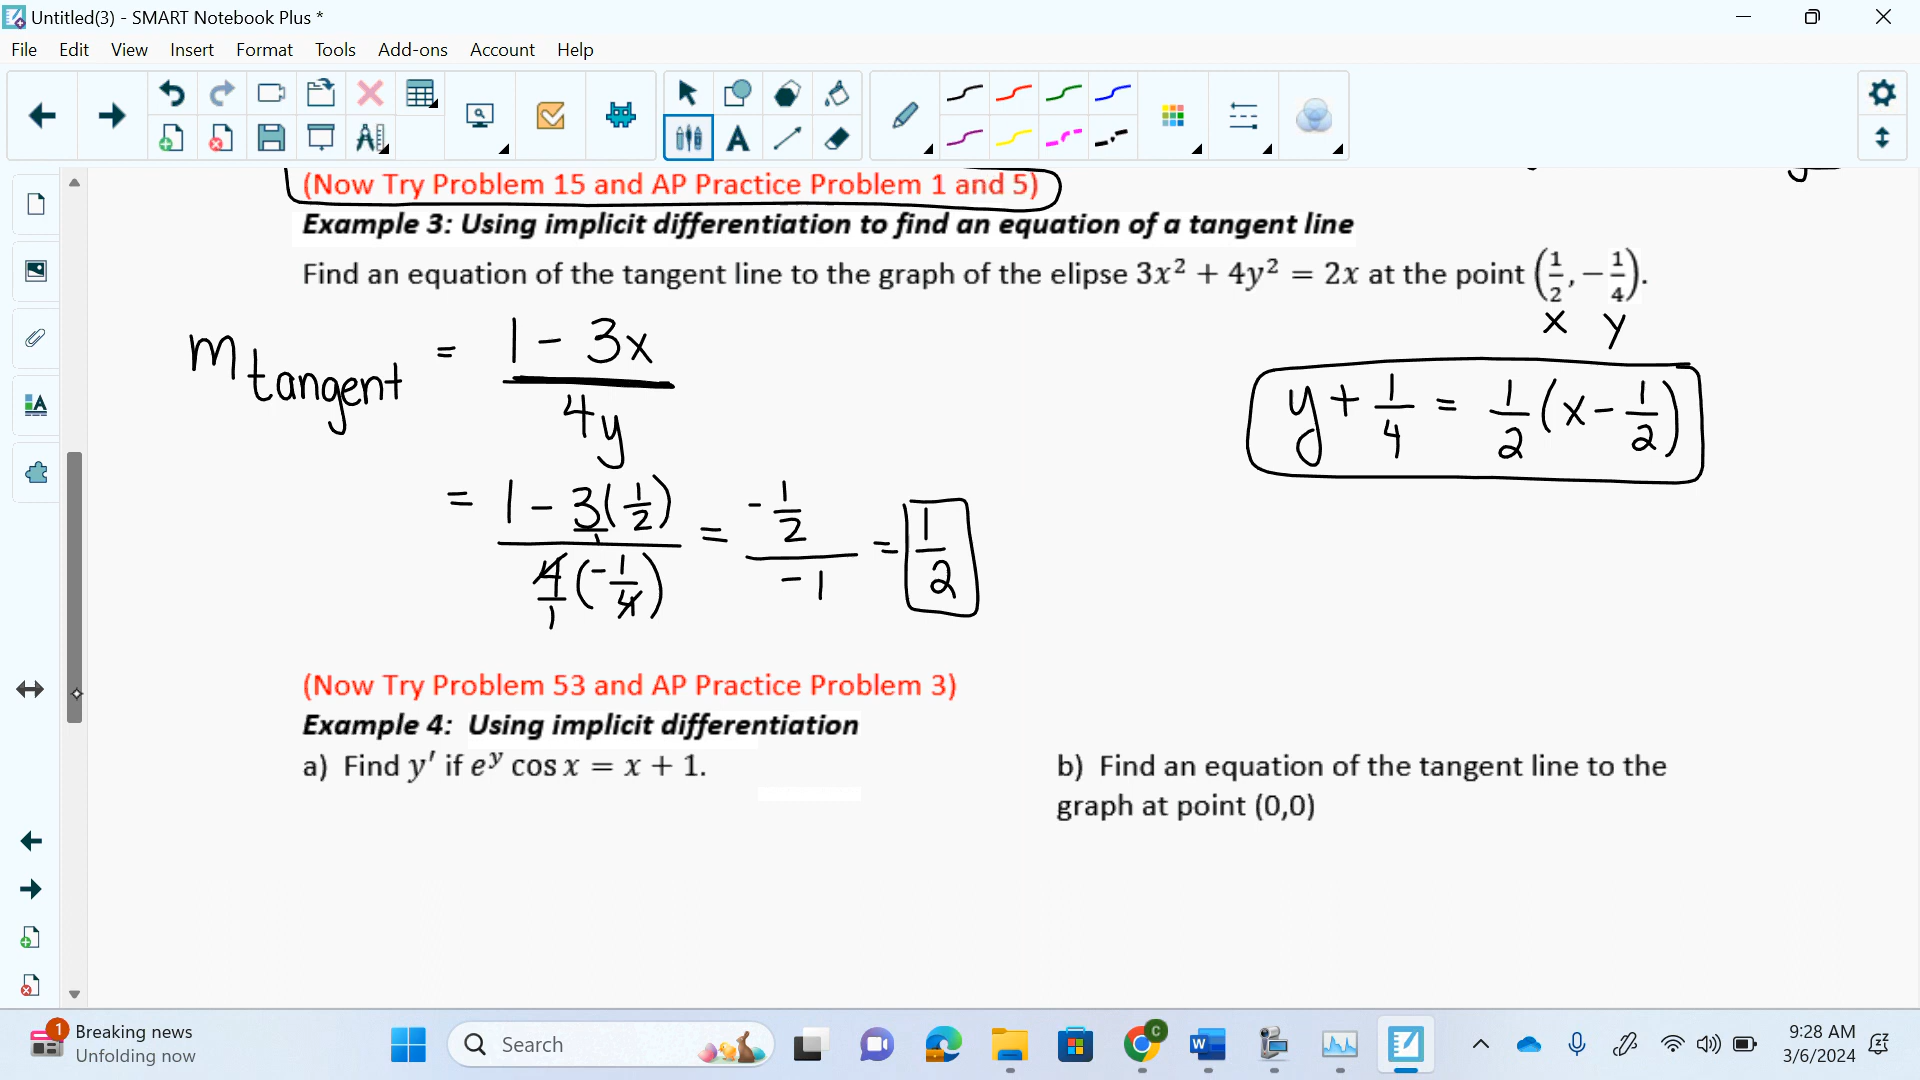 Untitled(3) - SMART Notebook Plus *
File Edit View Insert Format Tools Add-ons Account Help
(Now Try Problem 15 and AP Practice Problem 1 and 5)
Example 3: Using implicit differentiation to find an equation of a tangent line
Find an equation of the tangent line to the graph of the elipse 3x² + 4y² = 2x at the point (1/2, −1/4).
x y
m tangent = (1 - 3x)/(4y)
y + 1/4 = 1/2 (x - 1/2)
= (1 - 3/1(1/2))/(4/1(-1/4)) = (-1/2)/(-1) = 1/2
(Now Try Problem 53 and AP Practice Problem 3)
Example 4: Using implicit differentiation
a) Find y′ if eʸ cos x = x + 1.
b) Find an equation of the tangent line to the
graph at point (0,0)
1
Breaking news
Unfolding now
Search
C
9:28 AM
3/6/2024